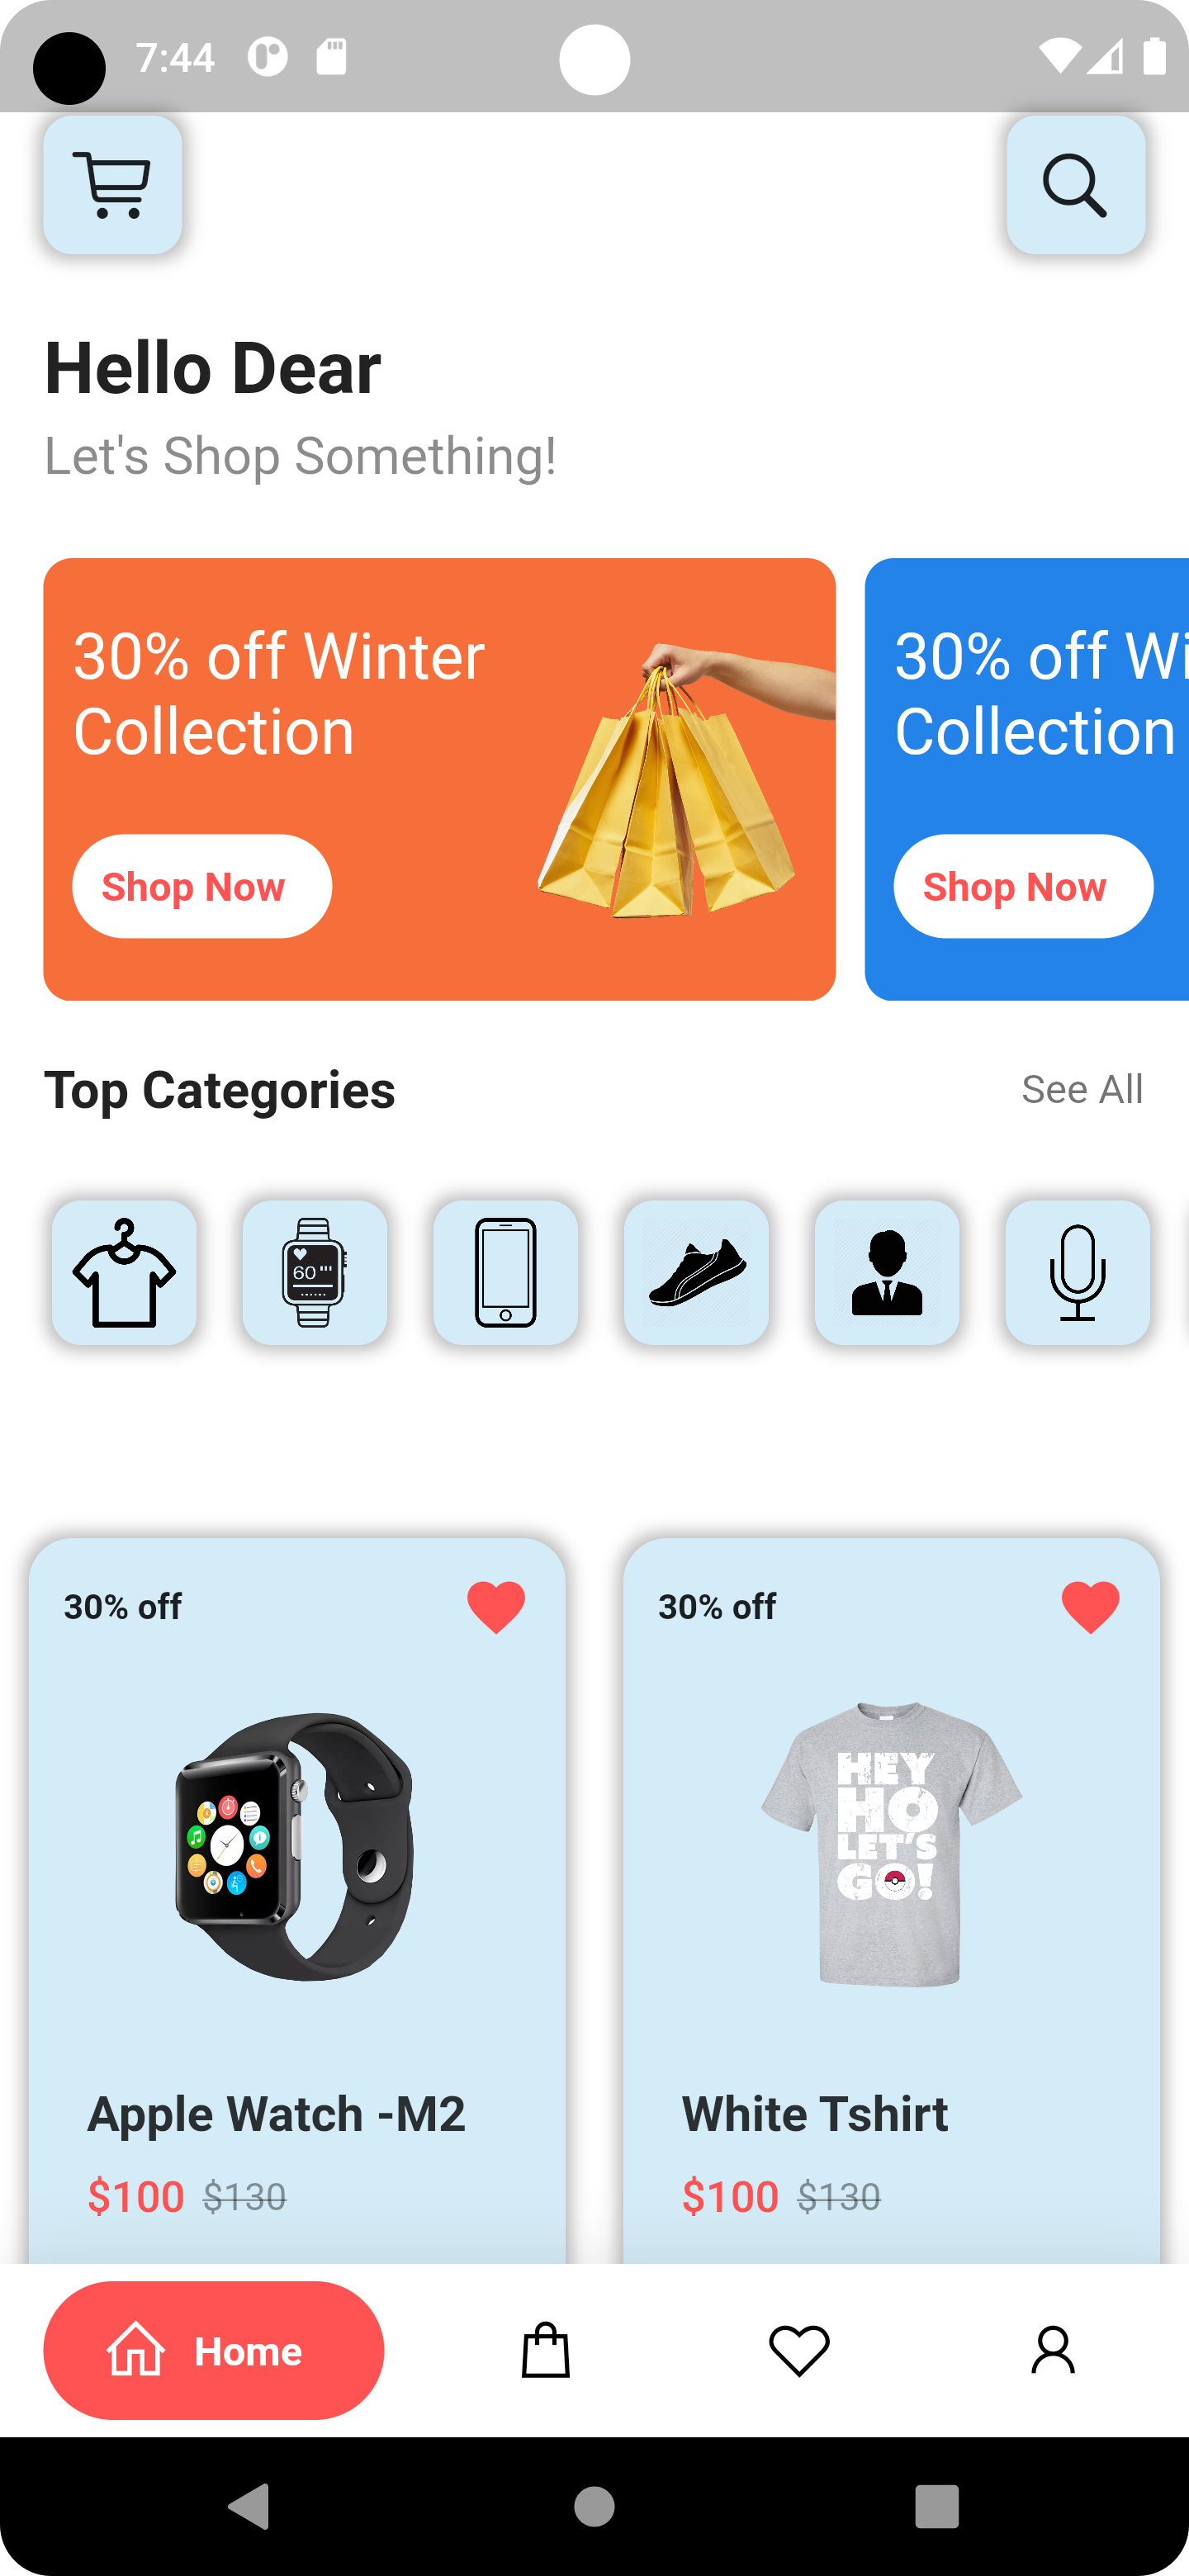 7:44
Hello Dear
Let's Shop Something!
30% off Winter
Collection
Shop Now
30% off Wi
Collection
Shop Now
Top Categories
See All
60
30% off
30% off
HEY
HO
LET'S
GO!
Apple Watch -M2
$100 $130
White Tshirt
$100 $130
Home